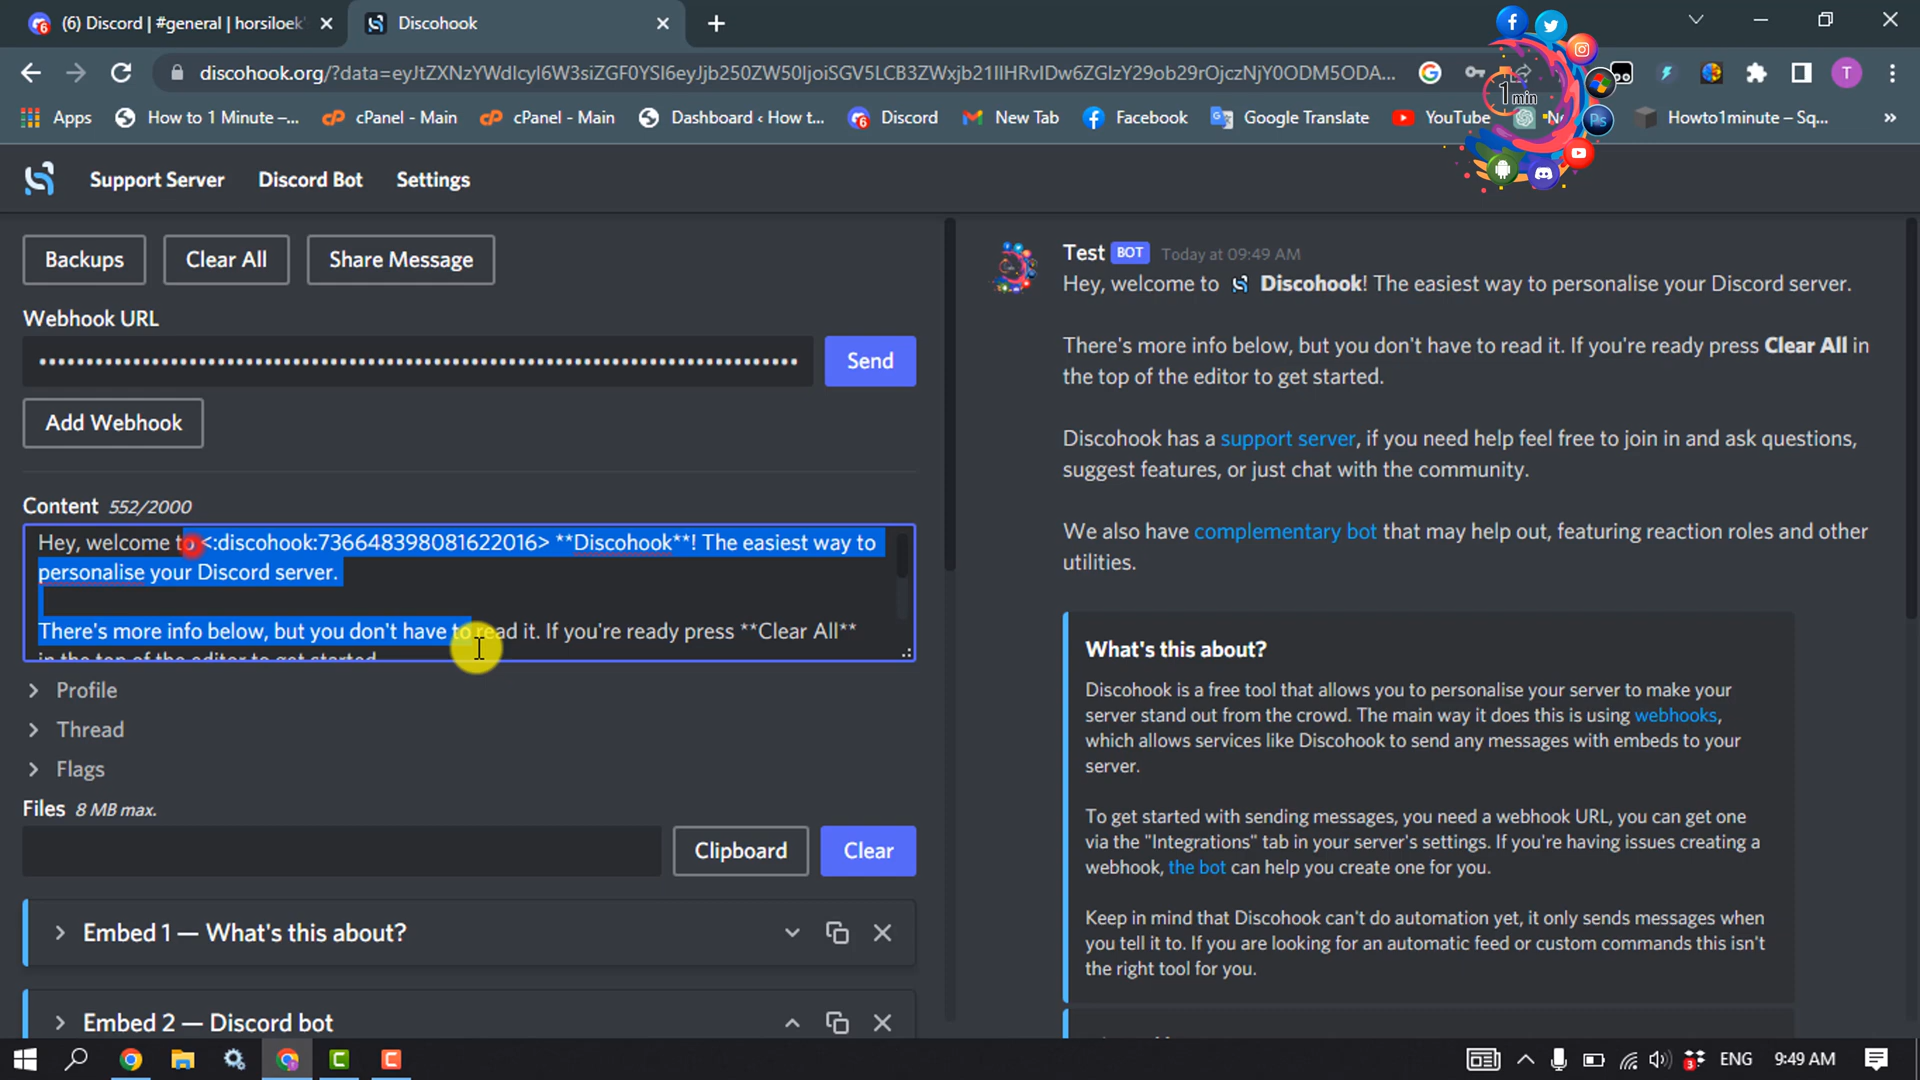 (6) Discord | #general | horsiloek'
Discohook
discohook.org/?data=eyJtZXNzYWdlcyI6W3siZGF0YSI6eyJjb250ZW50IjoiSGV5LCB3ZWxjb21lIHRvIDw6ZGlzY29ob29rOjczNjY0ODM5ODA...
T
1 min
Apps
How to 1 Minute –...
cPanel - Main
cPanel - Main
Dashboard ‹ How t...
Discord
New Tab
Facebook
Google Translate
YouTube
Howto1minute – Sq...
»
Support Server
Discord Bot
Settings
Backups
Clear All
Share Message
Webhook URL
Send
Add Webhook
Content 552/2000
Hey, welcome to <:discohook:736648398081622016> **Discohook**! The easiest way to
personalise your Discord server.
There's more info below, but you don't have to read it. If you're ready press **Clear All**
in the top of the editor to get started.
Profile
Thread
Flags
Files 8 MB max.
Clipboard
Clear
Embed 1 — What's this about?
Embed 2 — Discord bot
Test BOT Today at 09:49 AM
Hey, welcome to Discohook! The easiest way to personalise your Discord server.
There's more info below, but you don't have to read it. If you're ready press Clear All in
the top of the editor to get started.
Discohook has a support server, if you need help feel free to join in and ask questions,
suggest features, or just chat with the community.
We also have complementary bot that may help out, featuring reaction roles and other
utilities.
What's this about?
Discohook is a free tool that allows you to personalise your server to make your
server stand out from the crowd. The main way it does this is using webhooks,
which allows services like Discohook to send any messages with embeds to your
server.
To get started with sending messages, you need a webhook URL, you can get one
via the "Integrations" tab in your server's settings. If you're having issues creating a
webhook, the bot can help you create one for you.
Keep in mind that Discohook can't do automation yet, it only sends messages when
you tell it to. If you are looking for an automatic feed or custom commands this isn't
the right tool for you.
ENG
9:49 AM